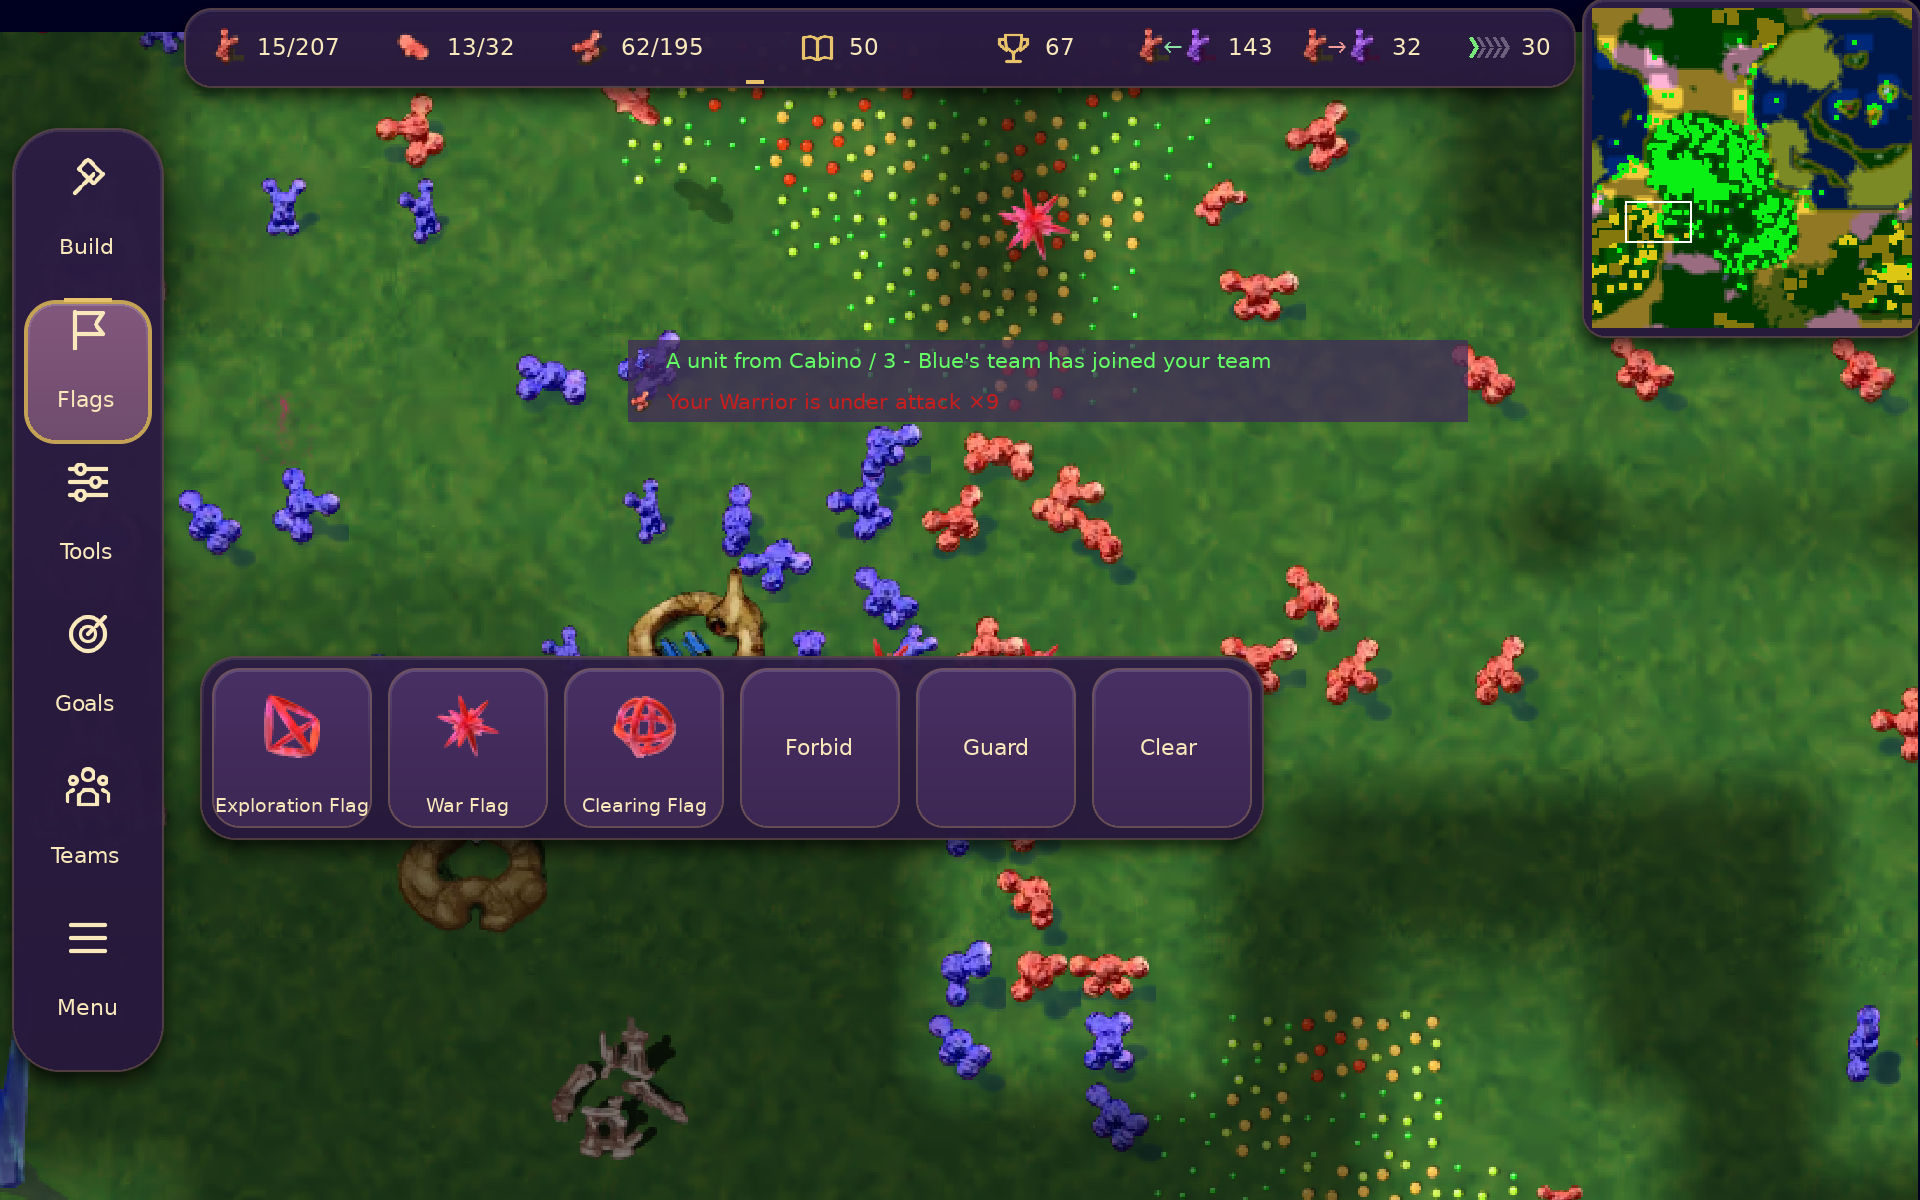 15/207 13/32 62/195 50 67 143 32 30
Build
Flags
Tools
Goals
Teams
Menu
A unit from Cabino / 3 - Blue's team has joined your team
Your Warrior is under attack ×9
Exploration Flag War Flag Clearing Flag Forbid Guard Clear